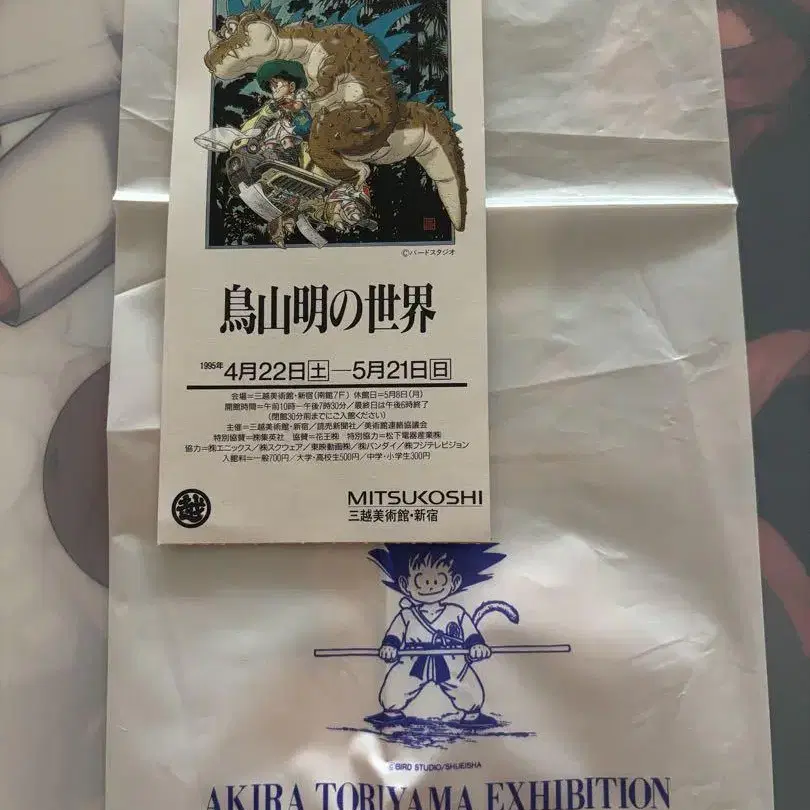 ©バードスタジオ
鳥山明の世界
1995年 4月22日土—5月21日日
会場=三越美術館・新宿(南館7F) 休館日=5月8日(月)
開館時間=午前10時—午後7時30分/最終日は午後6時終了
(閉館30分前までにご入館ください)
主催=三越美術館・新宿/読売新聞社/美術館連絡協議会
特別協賛=㈱集英社 協賛=花王㈱ 特別協力=松下電器産業㈱
協力=㈱エニックス/㈱スクウェア/東映動画㈱/㈱バンダイ/㈱フジテレビジョン
入館料=一般700円/大学・高校生500円/中学・小学生300円
越
MITSUKOSHI
三越美術館・新宿
©BIRD STUDIO/SHUEISHA
AKIRA TORIYAMA EXHIBITION